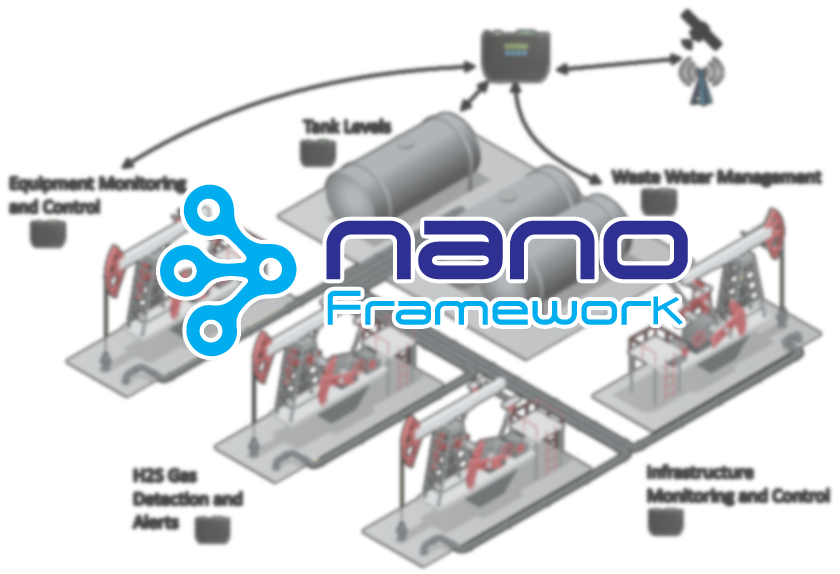 Tank Levels
Equipment Monitoring
and Control
Waste Water Management
nano
Framework
H2S Gas
Detection and
Alerts
Infrastructure
Monitoring and Control